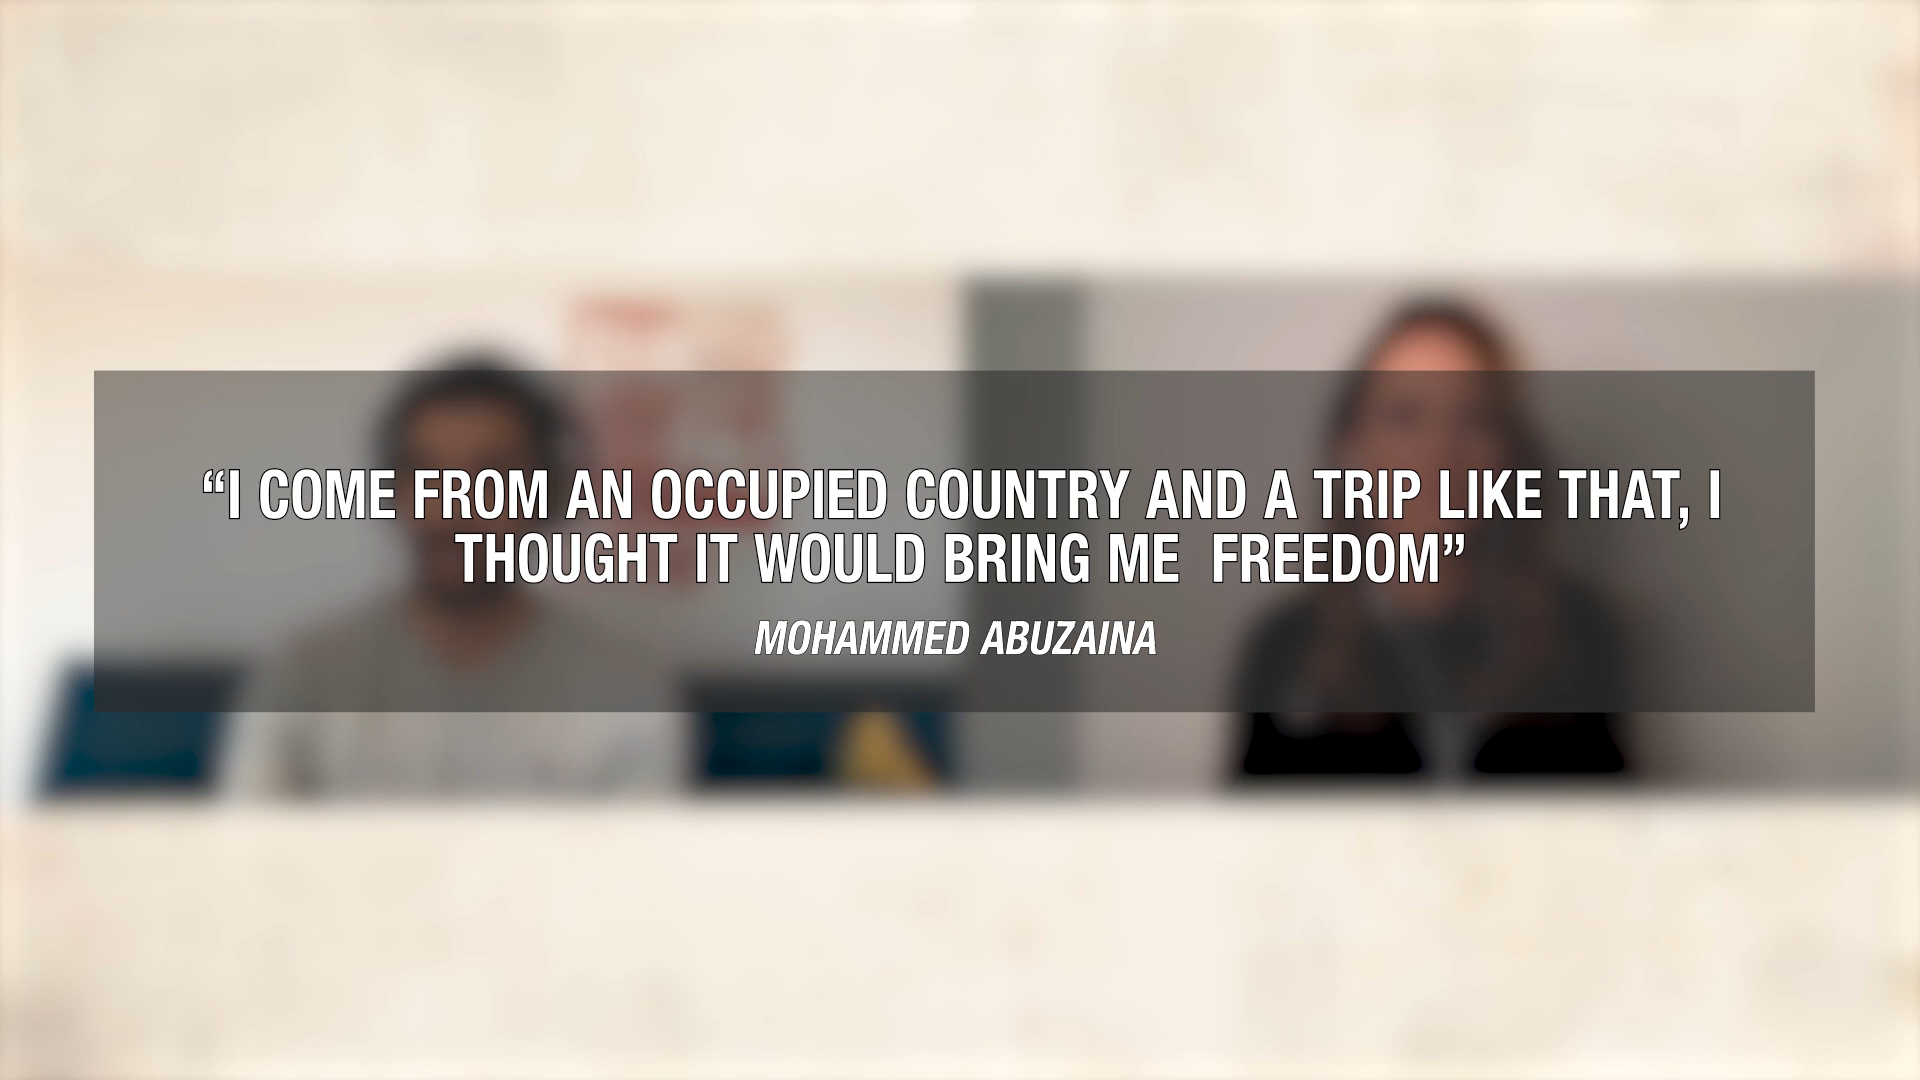 “I COME FROM AN OCCUPIED COUNTRY AND A TRIP LIKE THAT, I
THOUGHT IT WOULD BRING ME  FREEDOM”
MOHAMMED ABUZAINA